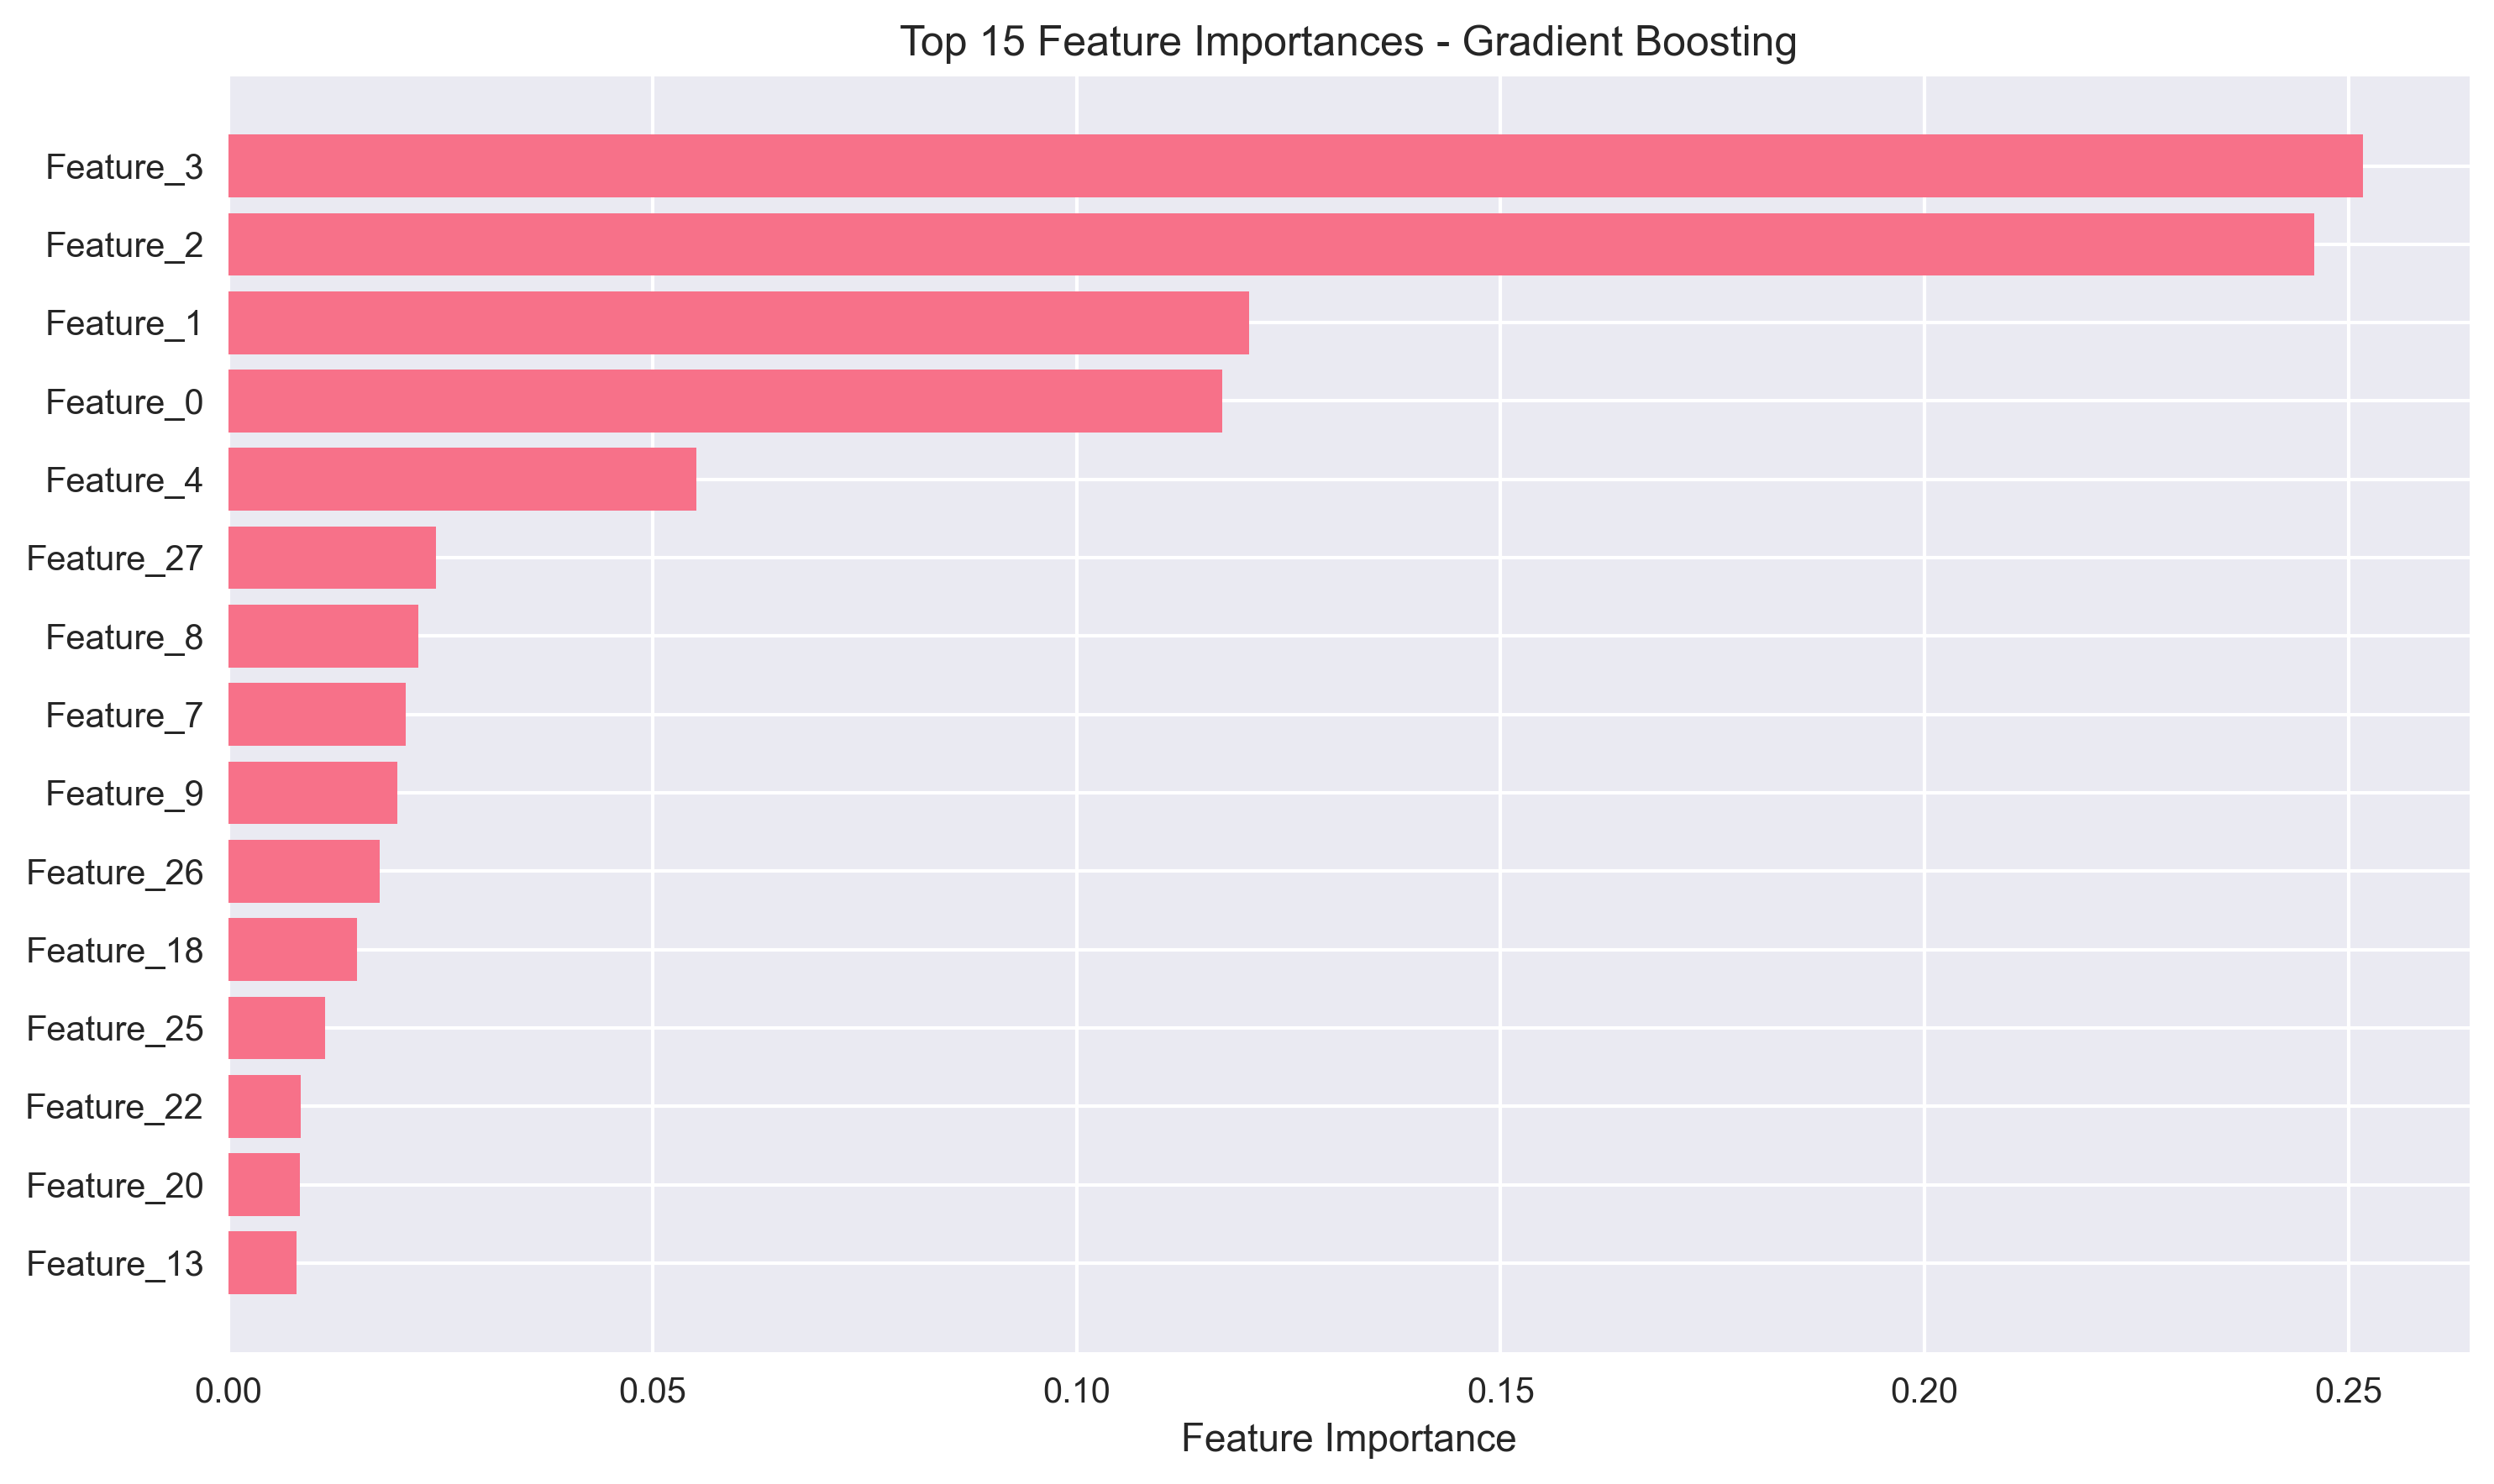 Top 15 Feature Importances - Gradient Boosting
Feature_3
Feature_2
Feature_1
Feature_0
Feature_4
Feature_27
Feature_8
Feature_7
Feature_9
Feature_26
Feature_18
Feature_25
Feature_22
Feature_20
Feature_13
0.00 0.05 0.10 0.15 0.20 0.25
Feature Importance